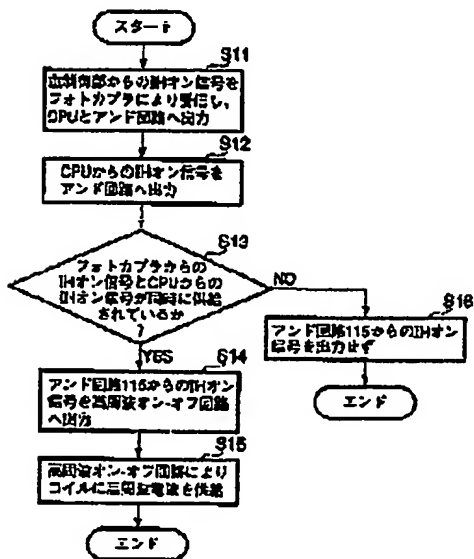 スタート
S11
主制御部からのIHオン信号を
フォトカプラにより受信し、
CPUとアンド回路へ出力
S12
CPUからのIHオン信号を
アンド回路へ出力
S13
フォトカプラからの
IHオン信号とCPUからの
IHオン信号が同時に供給
されているか
?
NO
YES
S16
アンド回路115からのIHオン
信号を出力せず
エンド
S14
アンド回路115からのIHオン
信号を高周波オン-オフ回路
へ出力
S15
高周波オン-オフ回路により
コイルに高周波電流を供給
エンド